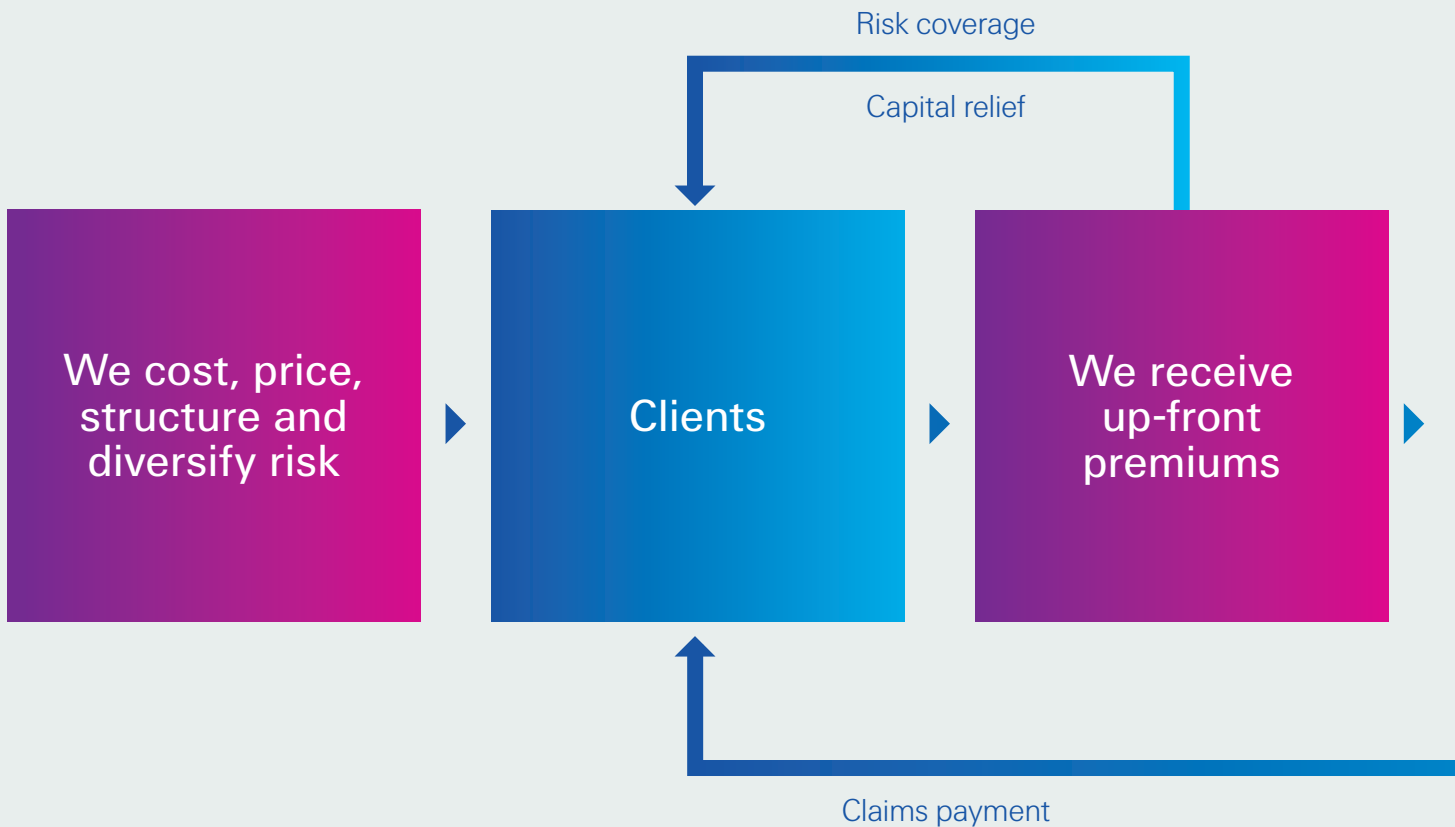 Risk coverage
Capital relief
We cost, price,
structure and
diversify risk
Clients
We receive
up-front
premiums
Claims payment